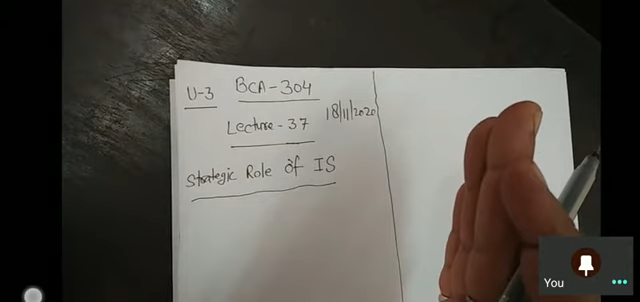 U-3 BCA-304
Lecture-37 18/11/2020
Strategic Role of IS
You